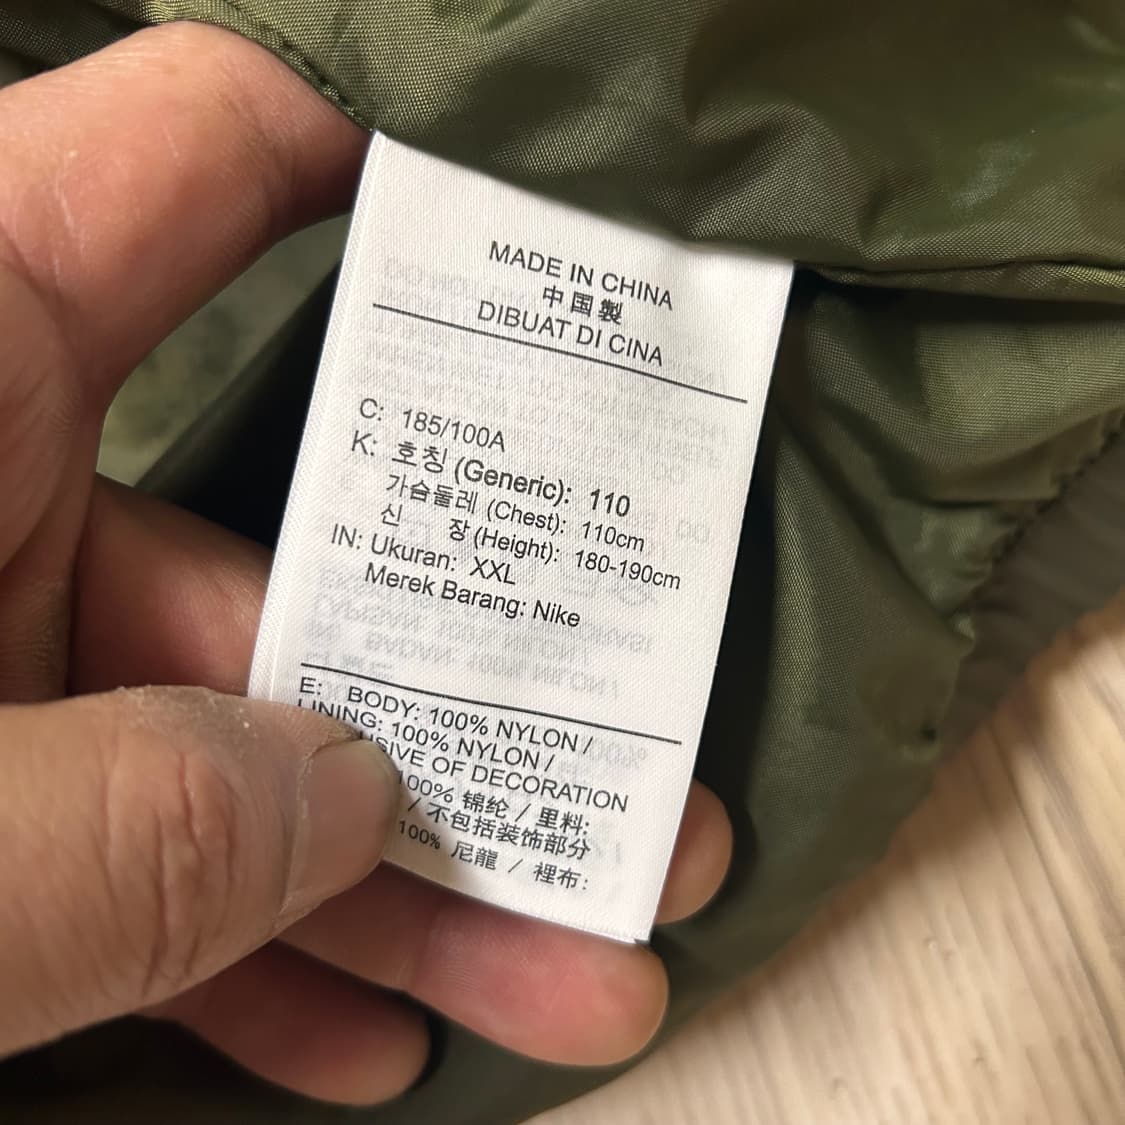 MADE IN CHINA
中国製
DIBUAT DI CINA
C: 185/100A
K: 호칭 (Generic): 110
가슴둘레 (Chest): 110cm
신 장 (Height): 180-190cm
IN: Ukuran: XXL
Merek Barang: Nike
E: BODY: 100% NYLON /
LINING: 100% NYLON /
USIVE OF DECORATION
100% 锦纶 / 里料:
/ 不包括装饰部分
100% 尼龍 / 裡布: